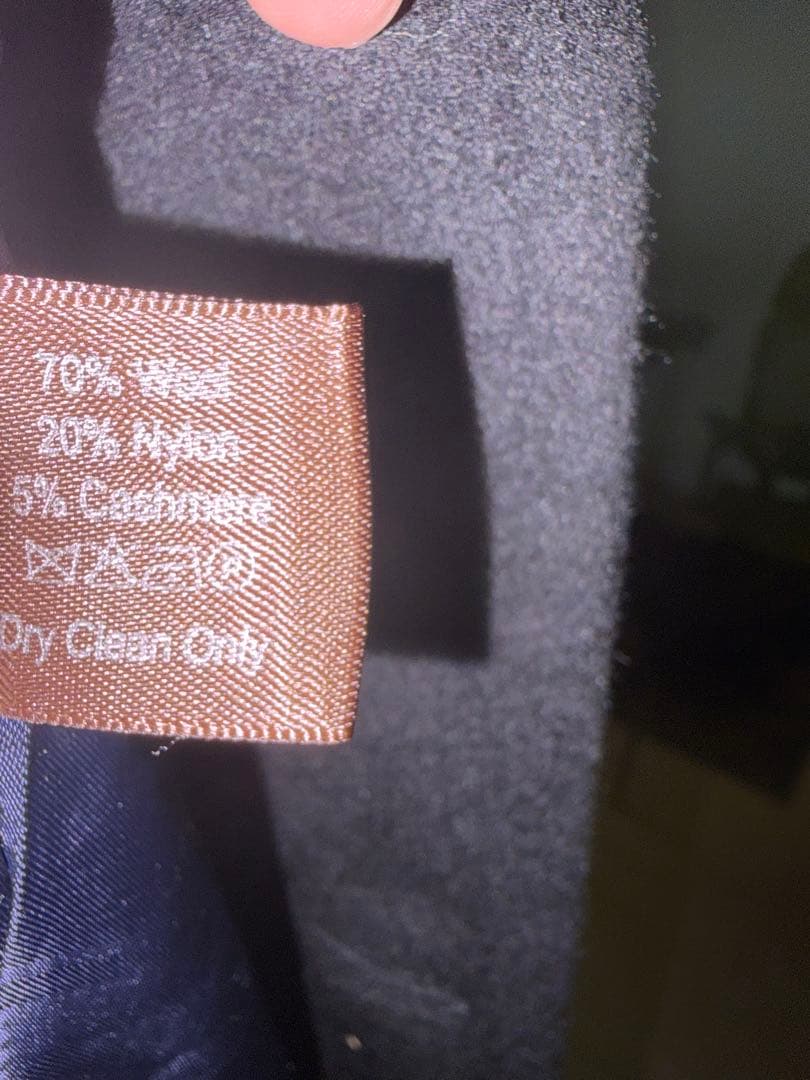 70% Wool
20% Nylon
5% Cashmere
Dry Clean Only